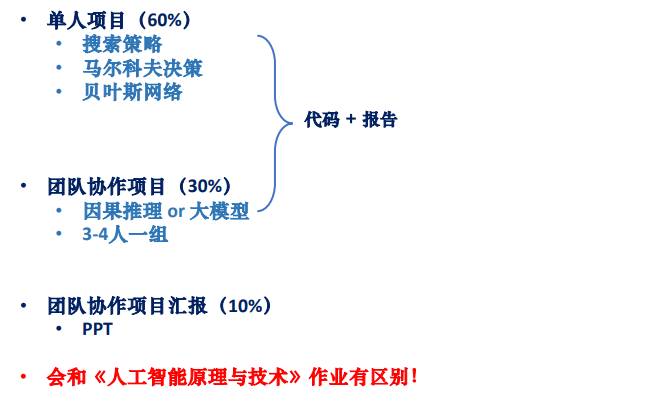 • 单人项目（60%）
• 搜索策略
• 马尔科夫决策
• 贝叶斯网络
代码 + 报告
• 团队协作项目（30%）
• 因果推理 or 大模型
• 3-4人一组
• 团队协作项目汇报（10%）
• PPT
• 会和《人工智能原理与技术》作业有区别！